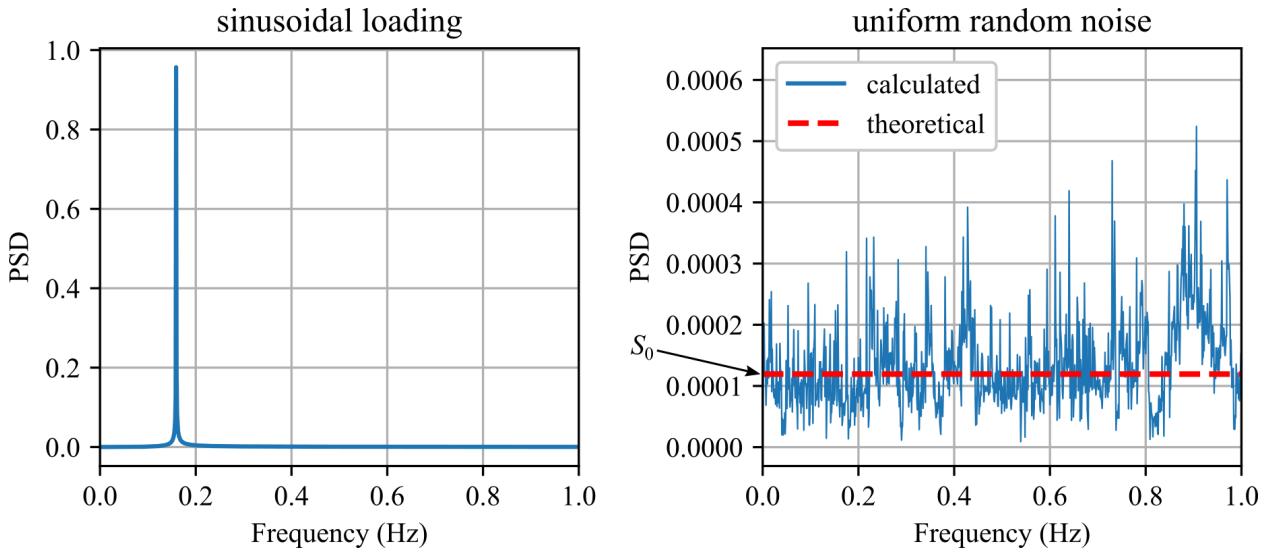 sinusoidal loading
1.0
0.8
0.6
0.4
0.2
0.0
PSD
0.0 0.2 0.4 0.6 0.8 1.0
Frequency (Hz)
uniform random noise
calculated
theoretical
0.0006
0.0005
0.0004
0.0003
0.0002
0.0001
0.0000
PSD
S₀
0.0 0.2 0.4 0.6 0.8 1.0
Frequency (Hz)